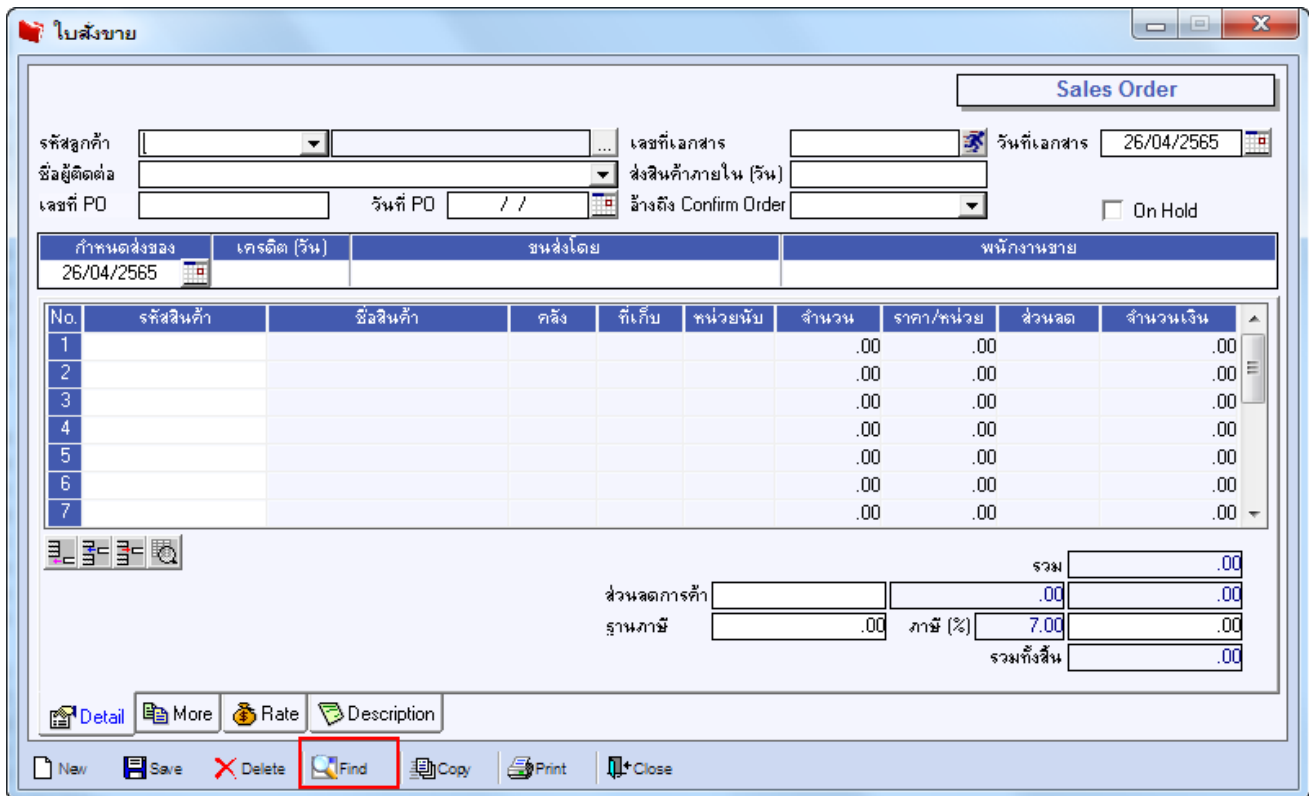 ใบสั่งขาย
Sales Order
รหัสลูกค้า ... เลขที่เอกสาร วันที่เอกสาร 26/04/2565
ชื่อผู้ติดต่อ ส่งสินค้าภายใน (วัน)
เลขที่ PO วันที่ PO / / อ้างถึง Confirm Order On Hold
กำหนดส่งของ เครดิต (วัน) ขนส่งโดย พนักงานขาย
26/04/2565
No. รหัสสินค้า ชื่อสินค้า คลัง ที่เก็บ หน่วยนับ จำนวน ราคา/หน่วย ส่วนลด จำนวนเงิน
1 .00 .00 .00
2 .00 .00 .00
3 .00 .00 .00
4 .00 .00 .00
5 .00 .00 .00
6 .00 .00 .00
7 .00 .00 .00
รวม .00
ส่วนลดการค้า .00 .00
ฐานภาษี .00 ภาษี (%) 7.00 .00
รวมทั้งสิ้น .00
Detail More Rate Description
New Save Delete Find Copy Print Close